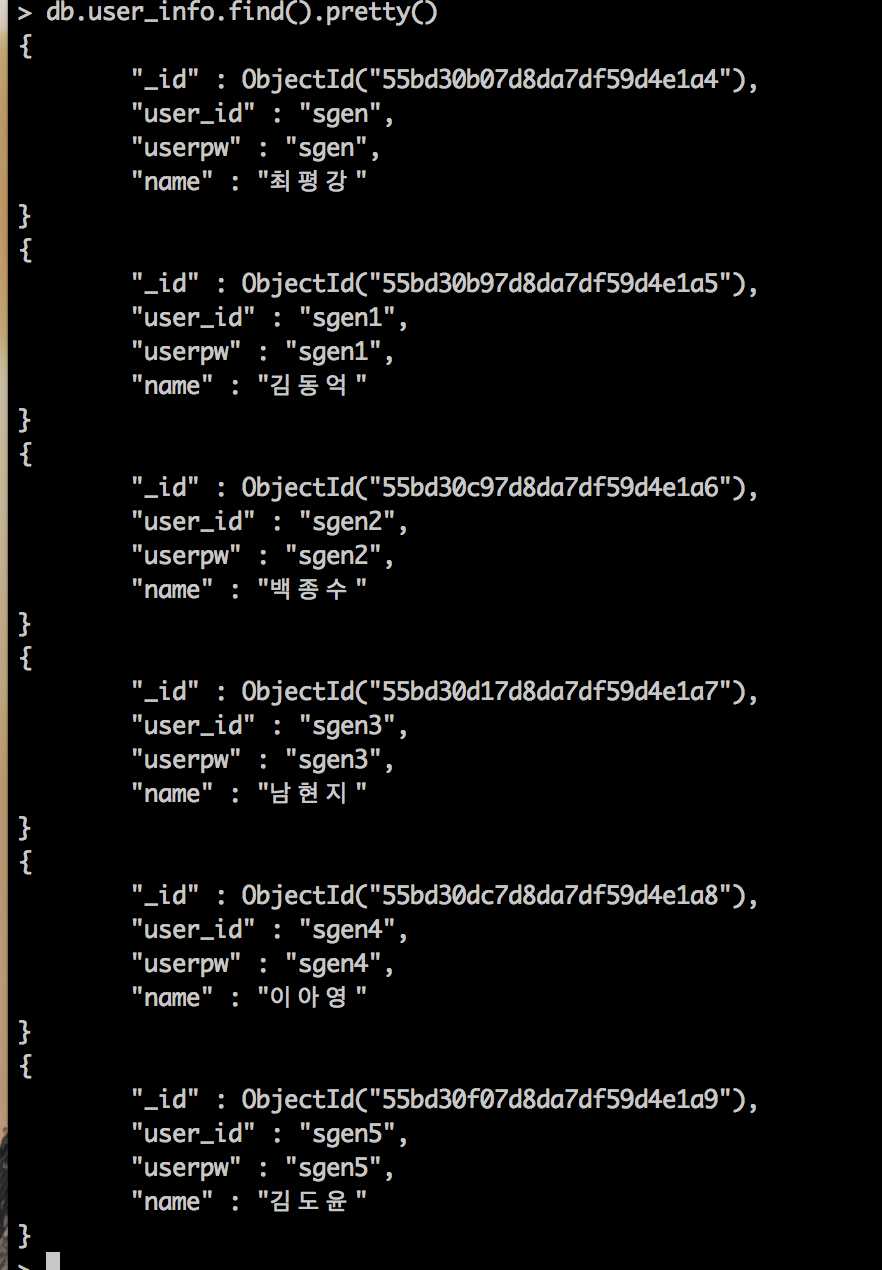 > db.user_info.find().pretty()
{
"_id" : ObjectId("55bd30b07d8da7df59d4e1a4"),
"user_id" : "sgen",
"userpw" : "sgen",
"name" : "최평강"
}
{
"_id" : ObjectId("55bd30b97d8da7df59d4e1a5"),
"user_id" : "sgen1",
"userpw" : "sgen1",
"name" : "김동억"
}
{
"_id" : ObjectId("55bd30c97d8da7df59d4e1a6"),
"user_id" : "sgen2",
"userpw" : "sgen2",
"name" : "백종수"
}
{
"_id" : ObjectId("55bd30d17d8da7df59d4e1a7"),
"user_id" : "sgen3",
"userpw" : "sgen3",
"name" : "남현지"
}
{
"_id" : ObjectId("55bd30dc7d8da7df59d4e1a8"),
"user_id" : "sgen4",
"userpw" : "sgen4",
"name" : "이아영"
}
{
"_id" : ObjectId("55bd30f07d8da7df59d4e1a9"),
"user_id" : "sgen5",
"userpw" : "sgen5",
"name" : "김도윤"
}
>